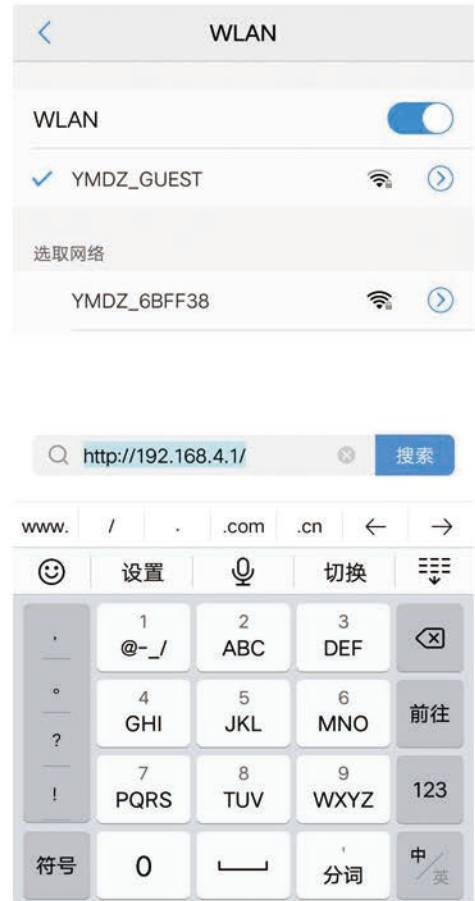 WLAN
WLAN
YMDZ_GUEST
选取网络
YMDZ_6BFF38
http://192.168.4.1/ 搜索
www. / . .com .cn ← →
设置 切换
， 1 2 3
@-_/ ABC DEF
。 4 5 6 前往
GHI JKL MNO
?
7 8 9 123
! PQRS TUV WXYZ
符号 0 ' 分词 中/英